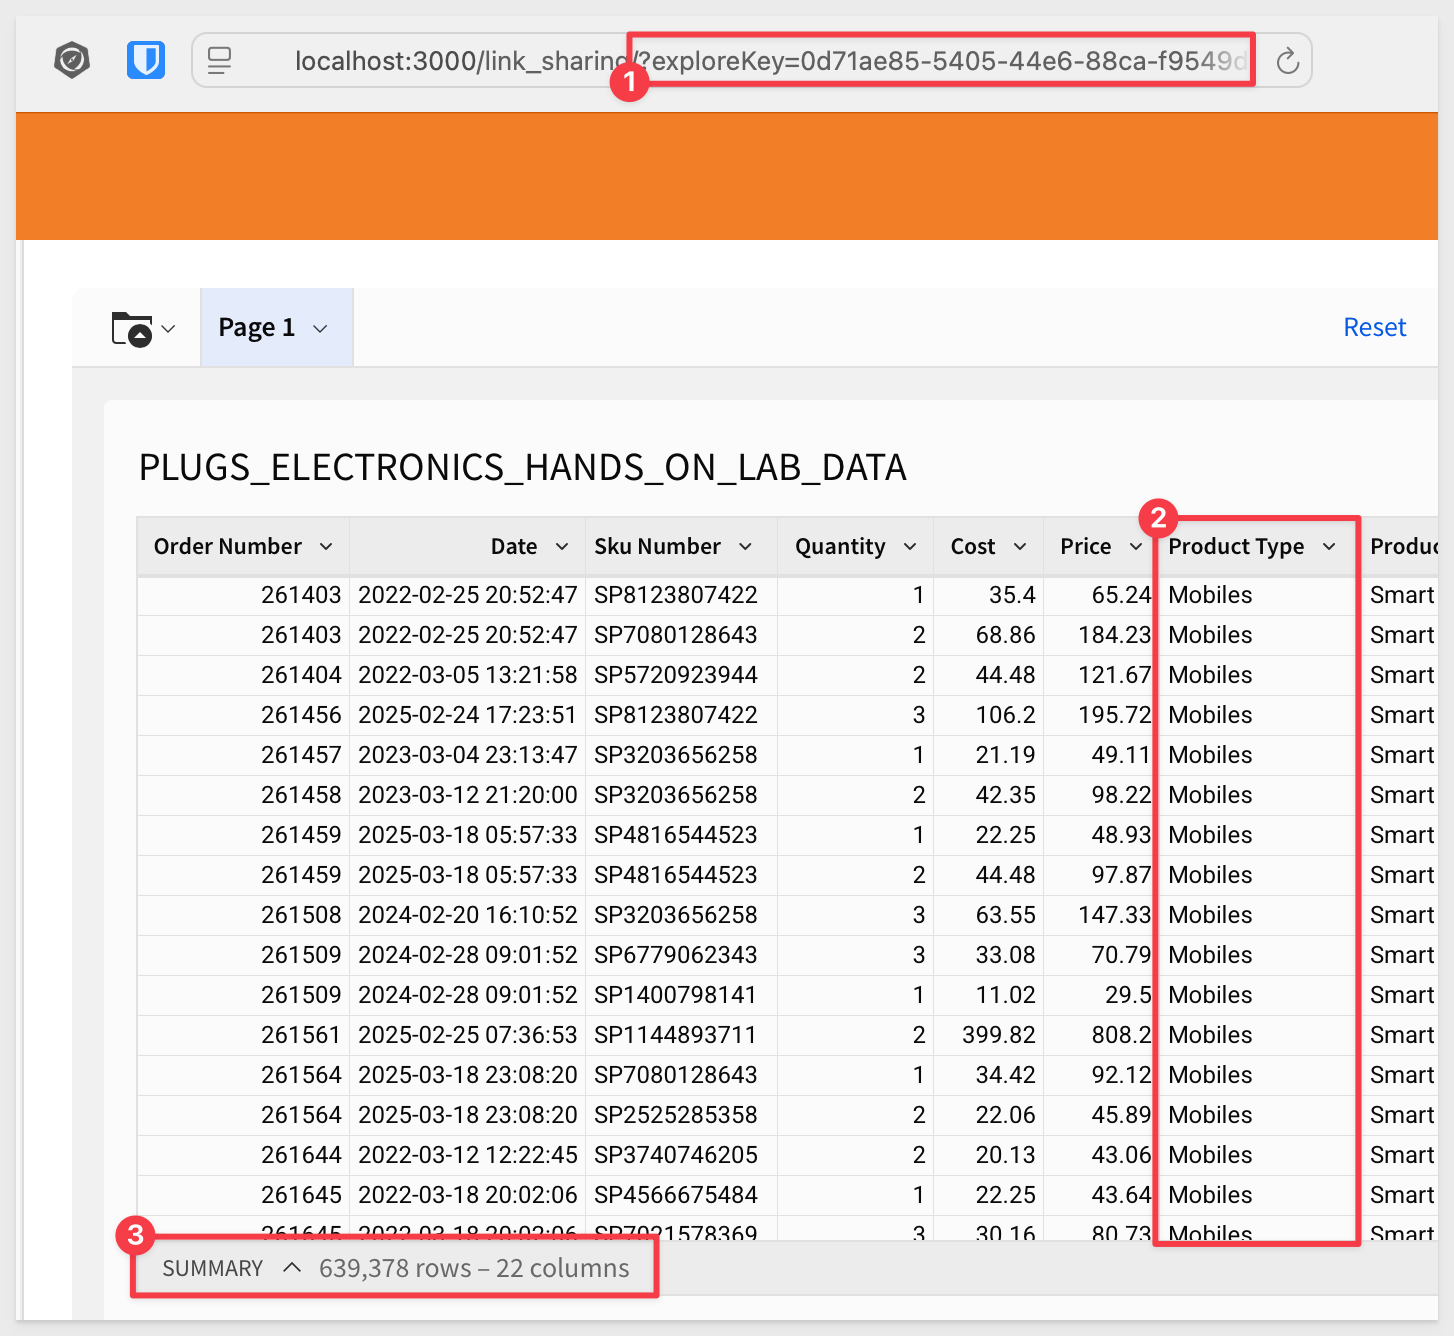 localhost:3000/link_sharing/?exploreKey=0d71ae85-5405-44e6-88ca-f9549d
1
Page 1
Reset
PLUGS_ELECTRONICS_HANDS_ON_LAB_DATA
2
Order Number Date Sku Number Quantity Cost Price Product Type Produc
261403 2022-02-25 20:52:47 SP8123807422 1 35.4 65.24 Mobiles Smart
261403 2022-02-25 20:52:47 SP7080128643 2 68.86 184.23 Mobiles Smart
261404 2022-03-05 13:21:58 SP5720923944 2 44.48 121.67 Mobiles Smart
261456 2025-02-24 17:23:51 SP8123807422 3 106.2 195.72 Mobiles Smart
261457 2023-03-04 23:13:47 SP3203656258 1 21.19 49.11 Mobiles Smart
261458 2023-03-12 21:20:00 SP3203656258 2 42.35 98.22 Mobiles Smart
261459 2025-03-18 05:57:33 SP4816544523 1 22.25 48.93 Mobiles Smart
261459 2025-03-18 05:57:33 SP4816544523 2 44.48 97.87 Mobiles Smart
261508 2024-02-20 16:10:52 SP3203656258 3 63.55 147.33 Mobiles Smart
261509 2024-02-28 09:01:52 SP6779062343 3 33.08 70.79 Mobiles Smart
261509 2024-02-28 09:01:52 SP1400798141 1 11.02 29.5 Mobiles Smart
261561 2025-02-25 07:36:53 SP1144893711 2 399.82 808.2 Mobiles Smart
261564 2025-03-18 23:08:20 SP7080128643 1 34.42 92.12 Mobiles Smart
261564 2025-03-18 23:08:20 SP2525285358 2 22.06 45.89 Mobiles Smart
261644 2022-03-12 12:22:45 SP3740746205 2 20.13 43.06 Mobiles Smart
261645 2022-03-18 20:02:06 SP4566675484 1 22.25 43.64 Mobiles Smart
261645 2022-03-18 20:02:06 SP7021578369 3 30.16 80.73 Mobiles Smart
3
SUMMARY 639,378 rows – 22 columns